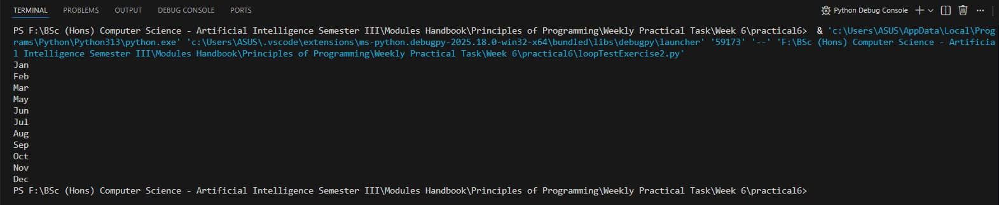 TERMINAL PROBLEMS OUTPUT DEBUG CONSOLE PORTS Python Debug Console
PS F:\BSc (Hons) Computer Science - Artificial Intelligence Semester III\Modules Handbook\Principles of Programming\Weekly Practical Task\Week 6\practical6>  & 'c:\Users\ASUS\AppData\Local\Prog
rams\Python\Python313\python.exe' 'c:\Users\ASUS\.vscode\extensions\ms-python.debugpy-2025.18.0-win32-x64\bundled\libs\debugpy\launcher' '59173' '--' 'F:\BSc (Hons) Computer Science - Artificia
l Intelligence Semester III\Modules Handbook\Principles of Programming\Weekly Practical Task\Week 6\practical6\loopTestExercise2.py'
Jan
Feb
Mar
May
Jun
Jul
Aug
Sep
Oct
Nov
Dec
PS F:\BSc (Hons) Computer Science - Artificial Intelligence Semester III\Modules Handbook\Principles of Programming\Weekly Practical Task\Week 6\practical6>